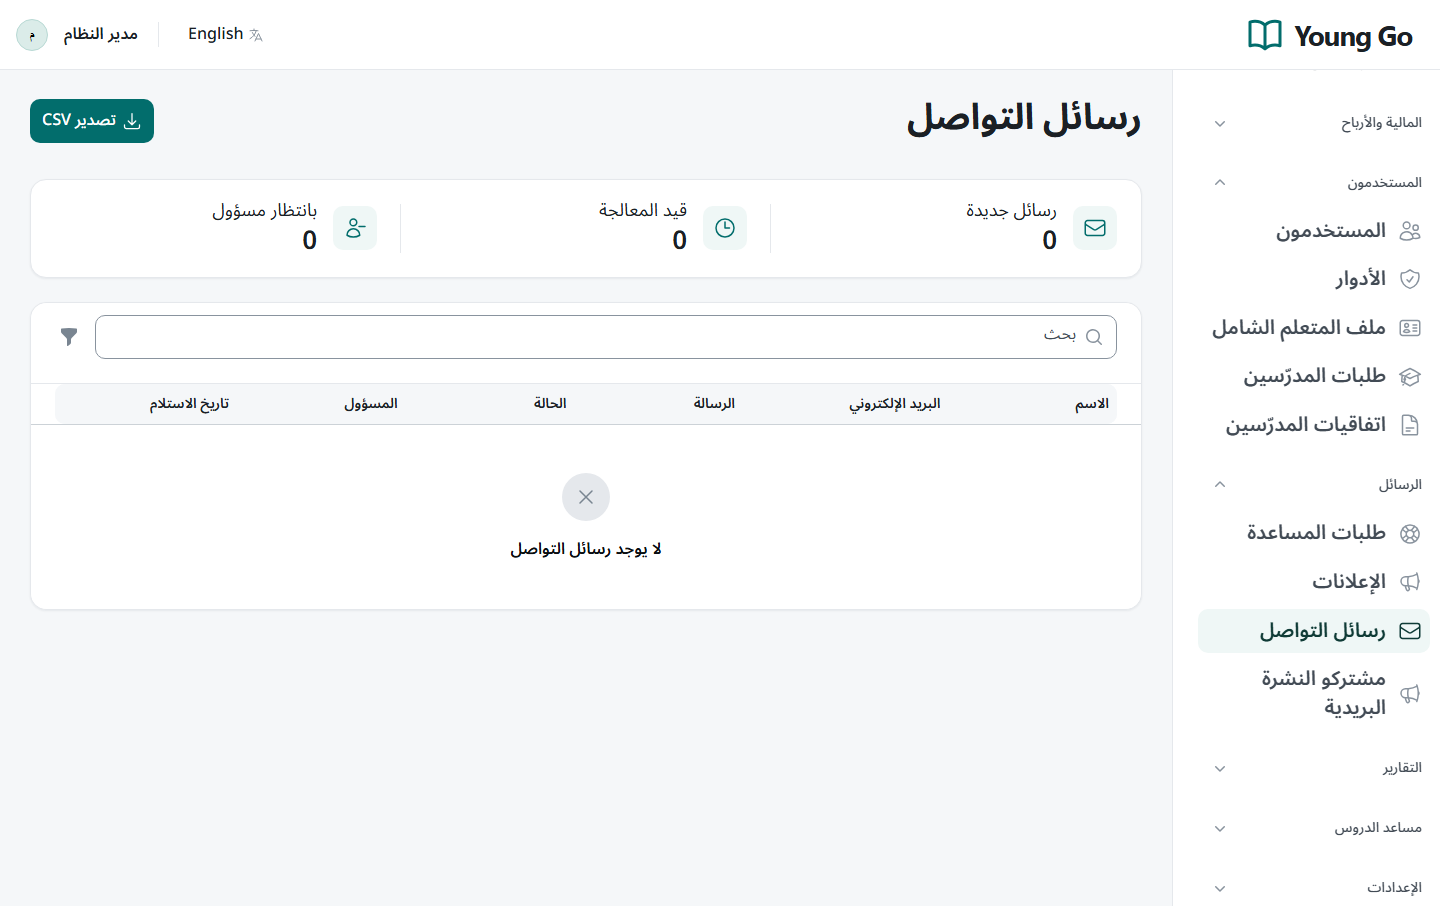 Young Go
English
مدير النظام
م
المالية والأرباح
المستخدمون
المستخدمون
الأدوار
ملف المتعلم الشامل
طلبات المدرّسين
اتفاقيات المدرّسين
الرسائل
طلبات المساعدة
الإعلانات
رسائل التواصل
مشتركو النشرة
البريدية
التقارير
مساعد الدروس
الإعدادات
رسائل التواصل
تصدير CSV
رسائل جديدة
0
قيد المعالجة
0
بانتظار مسؤول
0
بحث
الاسم البريد الإلكتروني الرسالة الحالة المسؤول تاريخ الاستلام
لا يوجد رسائل التواصل